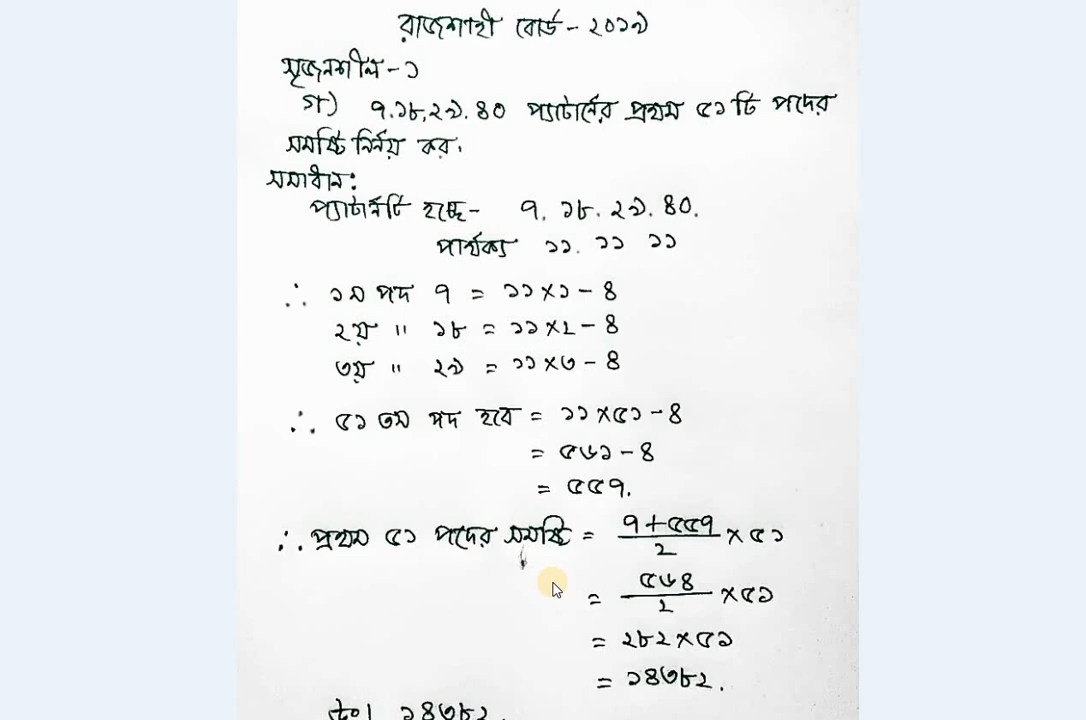 রাজশাহী বোর্ড - ২০১৯
সৃজনশীল - ১
গ) ৭.১৮,২৯.৪০ প্যাটার্নের প্রথম ৫১ টি পদের
সমষ্টি নির্নয় কর।
সমাধান:
প্যাটার্নটি হচ্ছে - ৭. ১৮. ২৯. ৪০.
পার্থক্য ১১. ১১ ১১
∴ ১ম পদ ৭ = ১১×১ - ৪
২য় " ১৮ = ১১×২ - ৪
৩য় " ২৯ = ১১×৩ - ৪
∴ ৫১ তম পদ হবে = ১১×৫১ - ৪
= ৫৬১ - ৪
= ৫৫৭.
∴ প্রথম ৫১ পদের সমষ্টি = (৭+৫৫৭)/২ × ৫১
= ৫৬৪/২ × ৫১
= ২৮২×৫১
= ১৪৩৮২.
উঃ। ১৪৩৮২.